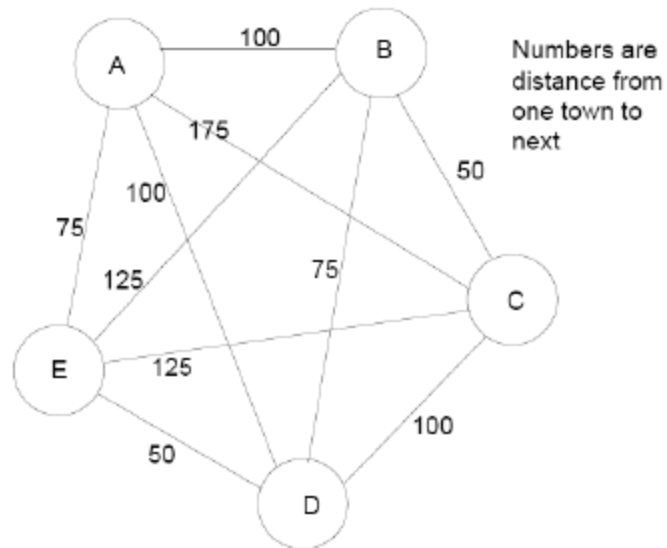 100
A
B
Numbers are
distance from
one town to
next
175
50
100
75
75
125
C
125
E
100
50
D